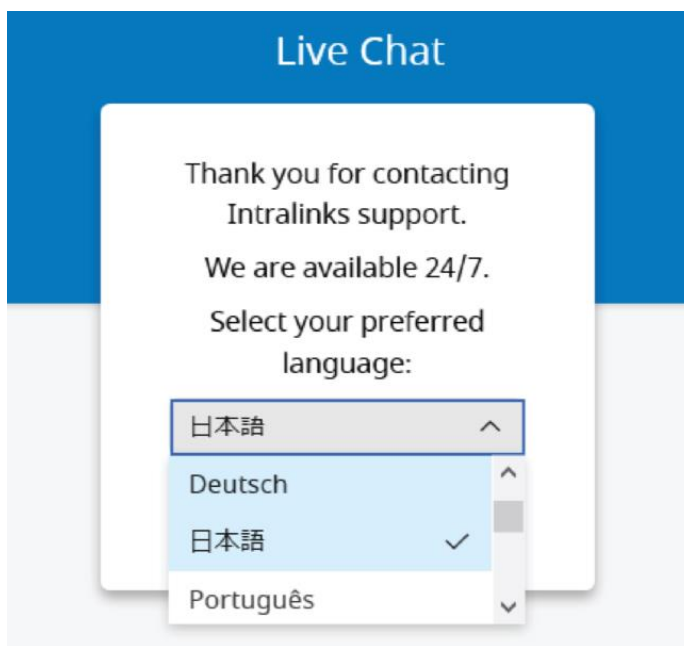 Live Chat
Thank you for contacting
Intralinks support.
We are available 24/7.
Select your preferred
language:
日本語
Deutsch
日本語
Português